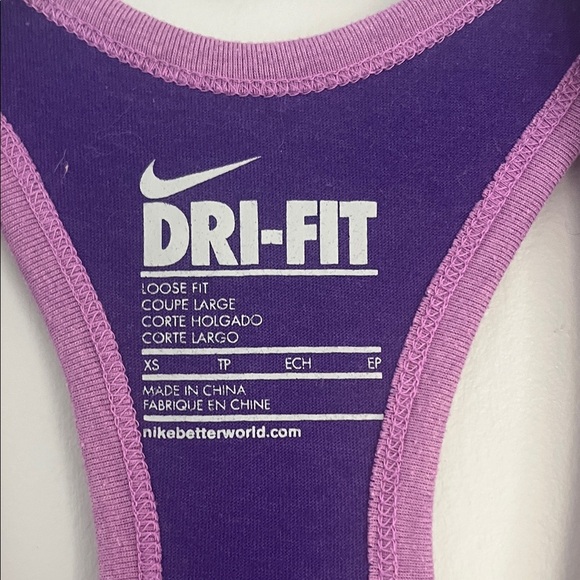 DRI-FIT
LOOSE FIT
COUPE LARGE
CORTE HOLGADO
CORTE LARGO
XS TP ECH EP
MADE IN CHINA
FABRIQUE EN CHINE
nikebetterworld.com